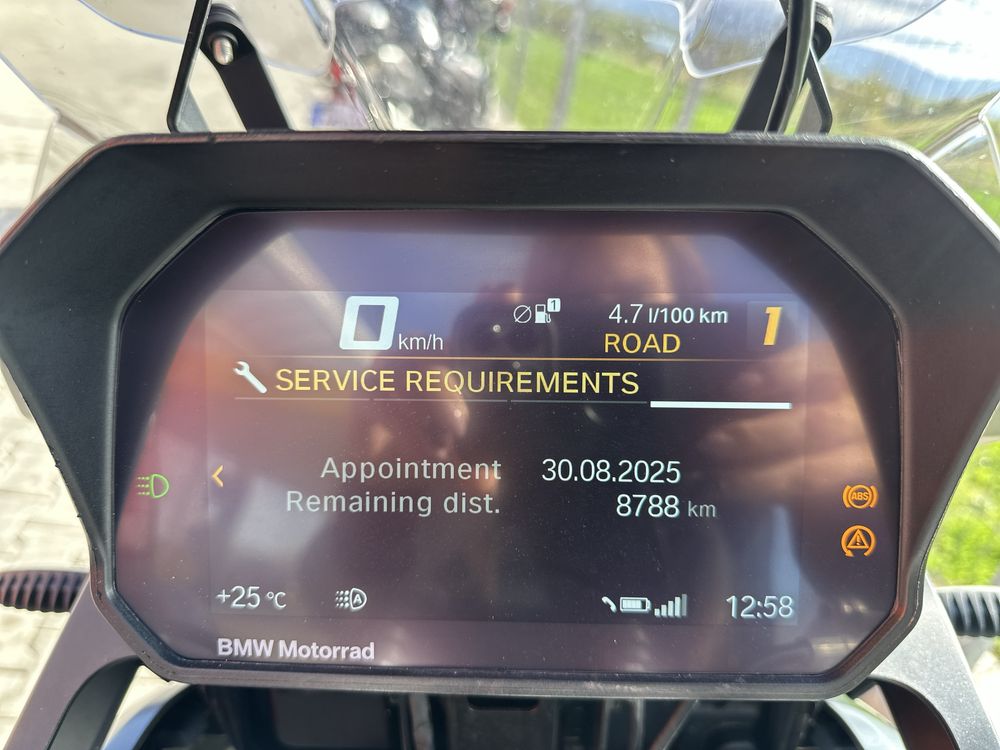 0 km/h 1 4.7 l/100 km 1
ROAD
SERVICE REQUIREMENTS
Appointment 30.08.2025
Remaining dist. 8788 km
ABS
+25 °C A 12:58
BMW Motorrad